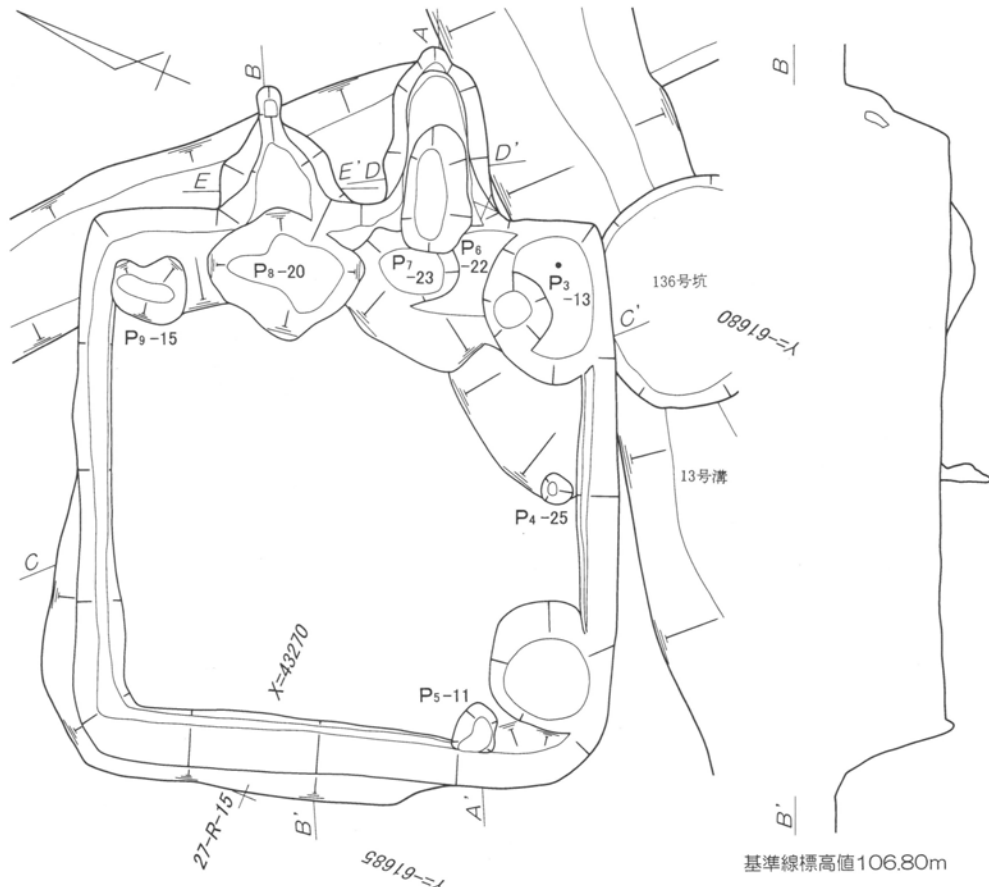 A
B
B
E
E'
D
D'
P8-20
P7
-23
P6
-22
P3
-13
136号坑
C'
Y=-61680
P9-15
13号溝
P4-25
C
X=43270
P5-11
27-R-15
B'
A'
Y=-61685
B'
基準線標高値106.80m